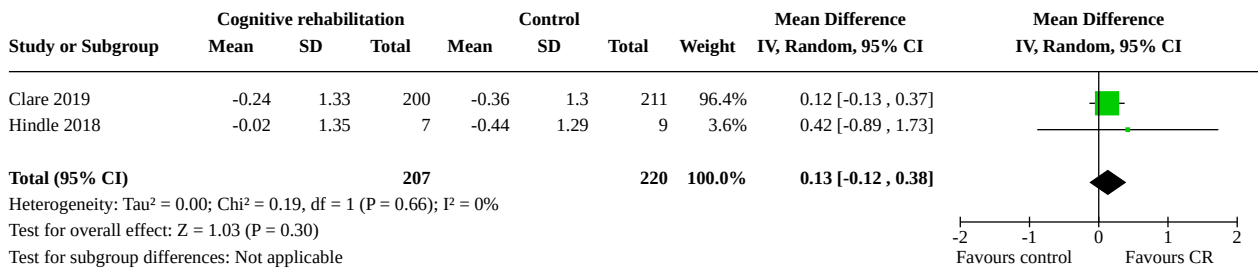 Cognitive rehabilitation Control Mean Difference Mean Difference
Study or Subgroup Mean SD Total Mean SD Total Weight IV, Random, 95% CI IV, Random, 95% CI
Clare 2019 -0.24 1.33 200 -0.36 1.3 211 96.4% 0.12 [-0.13 , 0.37]
Hindle 2018 -0.02 1.35 7 -0.44 1.29 9 3.6% 0.42 [-0.89 , 1.73]
Total (95% CI) 207 220 100.0% 0.13 [-0.12 , 0.38]
Heterogeneity: Tau² = 0.00; Chi² = 0.19, df = 1 (P = 0.66); I² = 0%
Test for overall effect: Z = 1.03 (P = 0.30)
Test for subgroup differences: Not applicable
-2 -1 0 1 2
Favours control Favours CR